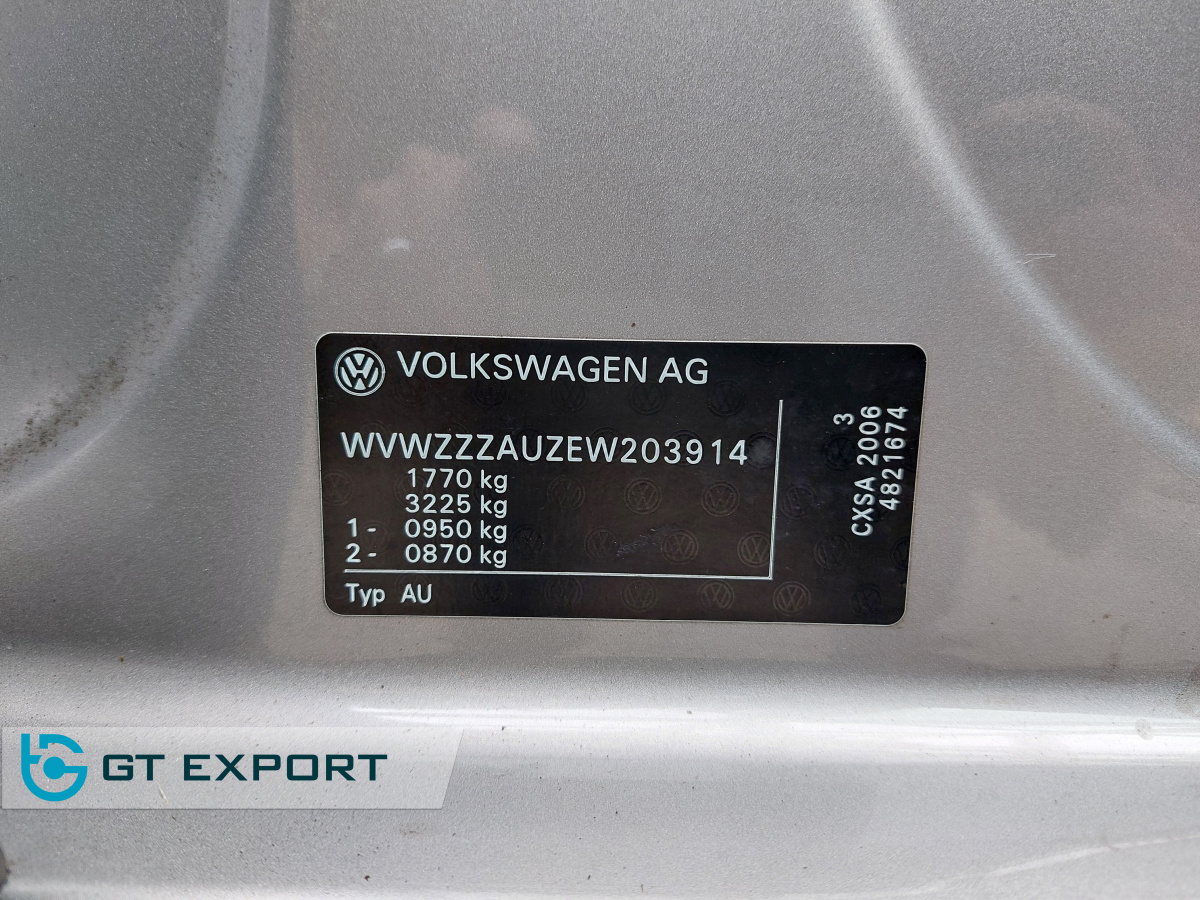 VOLKSWAGEN AG
WVWZZZAUZEW203914
1770 kg
3225 kg
1- 0950 kg
2- 0870 kg
Typ AU
3
CXSA 2006
4821674
GT EXPORT